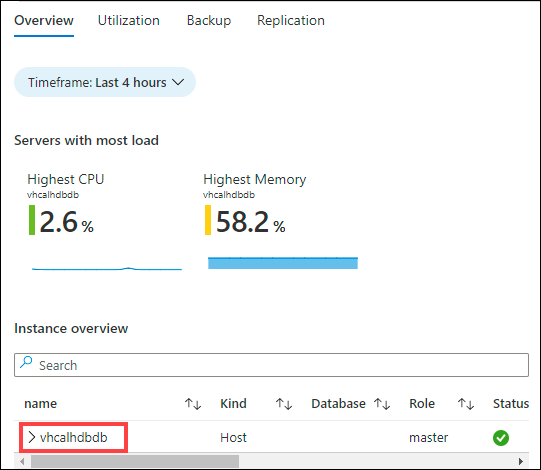 Overview Utilization Backup Replication
Timeframe: Last 4 hours
Servers with most load
Highest CPU Highest Memory
vhcalhdbdb vhcalhdbdb
2.6 % 58.2 %
Instance overview
Search
name Kind Database Role Status
vhcalhdbdb Host master